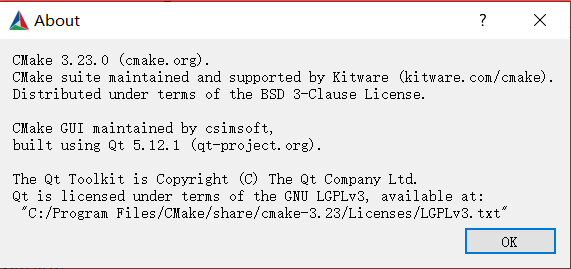 About
CMake 3.23.0 (cmake.org).
CMake suite maintained and supported by Kitware (kitware.com/cmake).
Distributed under terms of the BSD 3-Clause License.
CMake GUI maintained by csimsoft,
built using Qt 5.12.1 (qt-project.org).
The Qt Toolkit is Copyright (C) The Qt Company Ltd.
Qt is licensed under terms of the GNU LGPLv3, available at:
"C:/Program Files/CMake/share/cmake-3.23/Licenses/LGPLv3.txt"
OK